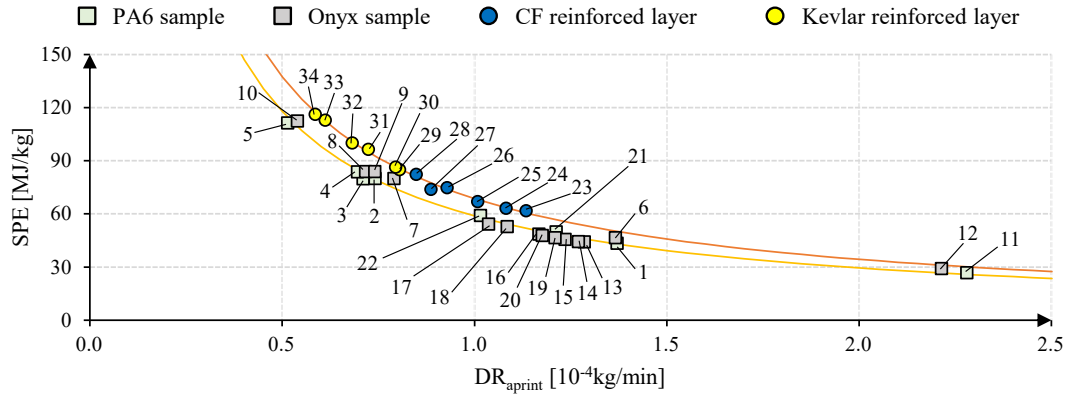 PA6 sample Onyx sample CF reinforced layer Kevlar reinforced layer
150
120
90
60
30
0
SPE [MJ/kg]
34 33
10 32 9 30
31 29 28 27
5 8 26 21
4 25 24
3 2 7 23 6
22
17 16 1
18 20 19 15 14 13
12 11
0.0 0.5 1.0 1.5 2.0 2.5
DRaprint [10-4kg/min]